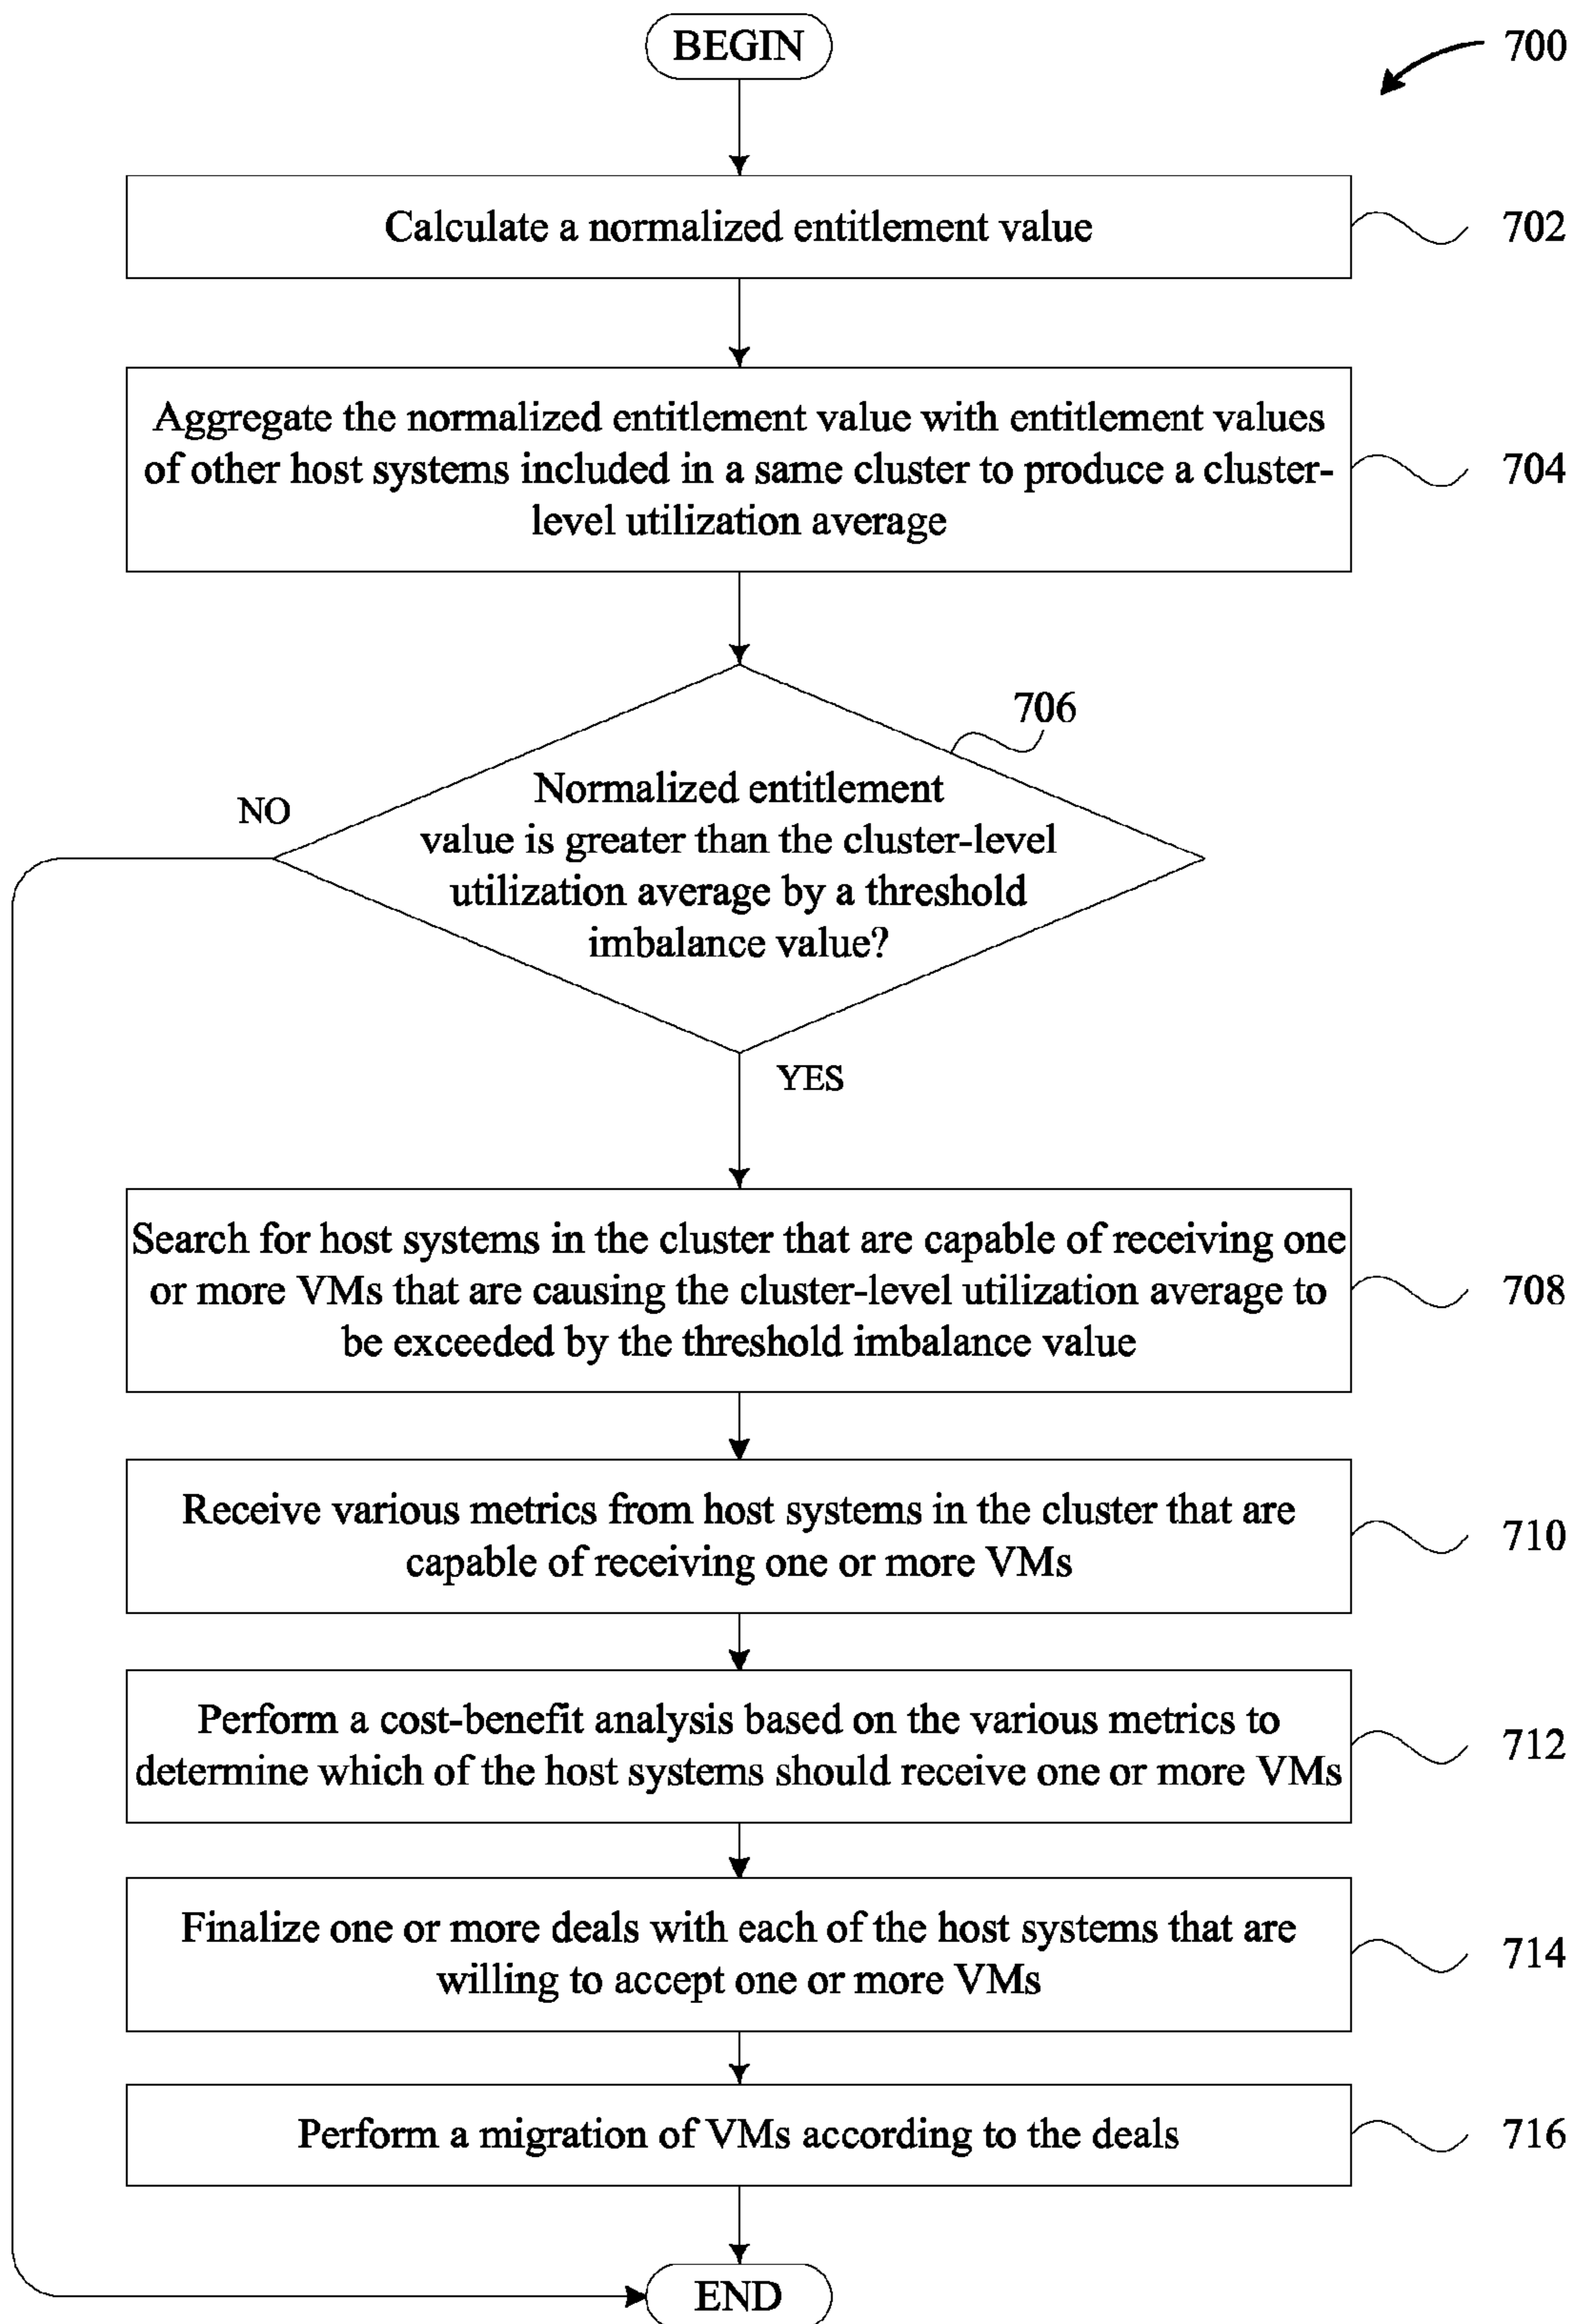 BEGIN
700
Calculate a normalized entitlement value
702
Aggregate the normalized entitlement value with entitlement values
of other host systems included in a same cluster to produce a cluster-
level utilization average
704
706
Normalized entitlement
value is greater than the cluster-level
utilization average by a threshold
imbalance value?
NO
YES
Search for host systems in the cluster that are capable of receiving one
or more VMs that are causing the cluster-level utilization average to
be exceeded by the threshold imbalance value
708
Receive various metrics from host systems in the cluster that are
capable of receiving one or more VMs
710
Perform a cost-benefit analysis based on the various metrics to
determine which of the host systems should receive one or more VMs
712
Finalize one or more deals with each of the host systems that are
willing to accept one or more VMs
714
Perform a migration of VMs according to the deals
716
END